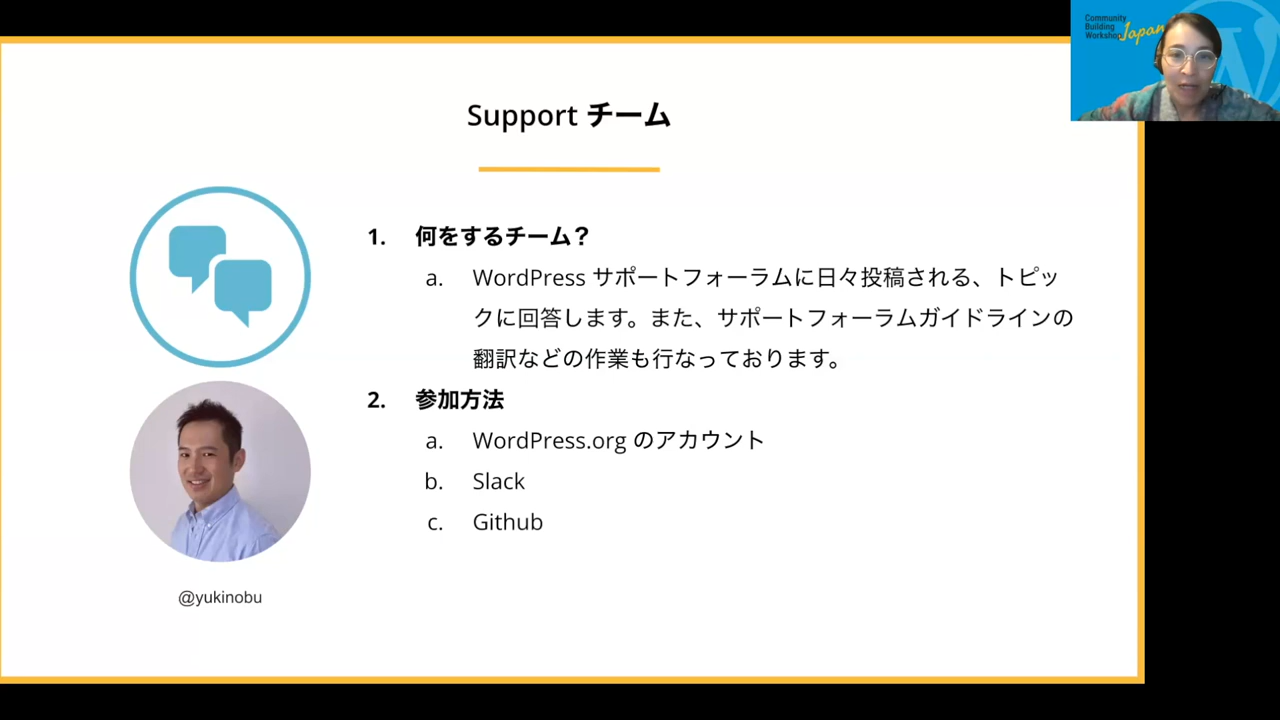 Community
Building
Workshop
Japan
Support チーム
1. 何をするチーム？
a. WordPress サポートフォーラムに日々投稿される、トピッ
クに回答します。また、サポートフォーラムガイドラインの
翻訳などの作業も行なっております。
2. 参加方法
a. WordPress.org のアカウント
b. Slack
c. Github
@yukinobu